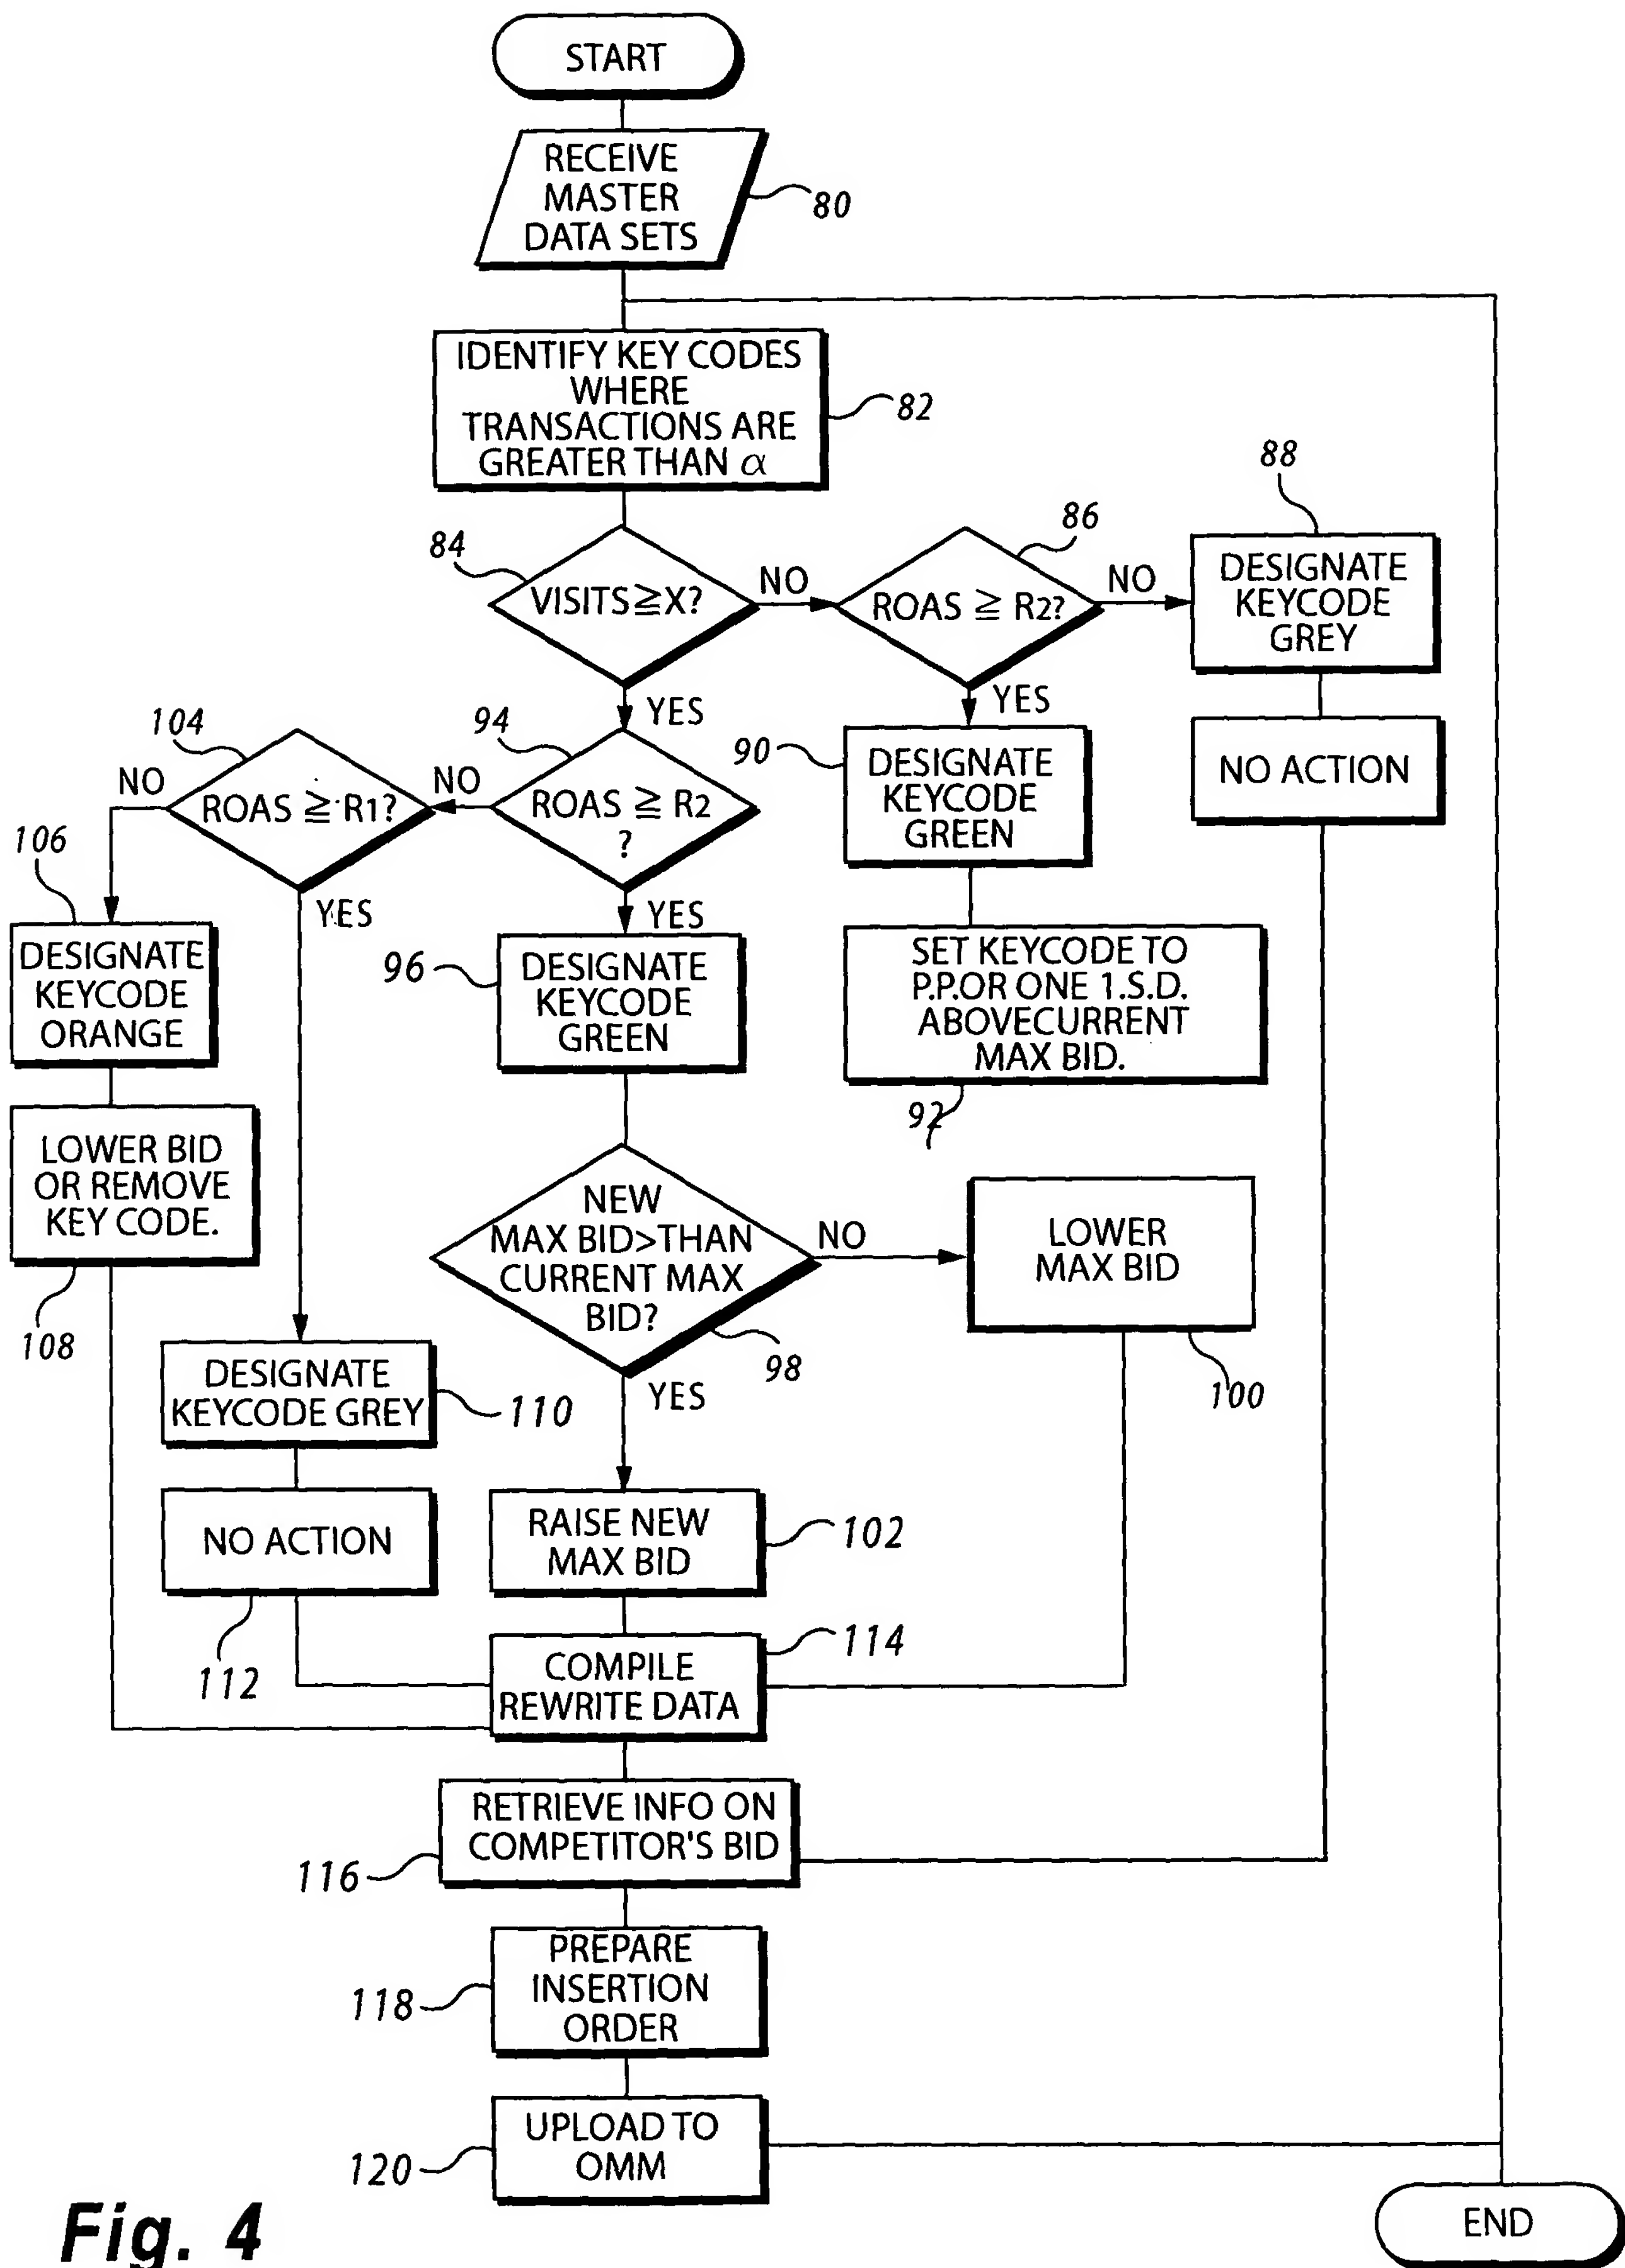 START
RECEIVE
MASTER
DATA SETS
80
IDENTIFY KEY CODES
WHERE
TRANSACTIONS ARE
GREATER THAN α
82
84
VISITS≧X?
NO
YES
86
ROAS ≧ R2?
NO
YES
88
DESIGNATE
KEYCODE
GREY
NO ACTION
90
DESIGNATE
KEYCODE
GREEN
SET KEYCODE TO
P.P.OR ONE 1.S.D.
ABOVECURRENT
MAX BID.
92
94
ROAS ≧ R2
?
NO
YES
104
ROAS ≧ R1?
NO
YES
106
DESIGNATE
KEYCODE
ORANGE
LOWER BID
OR REMOVE
KEY CODE.
108
96
DESIGNATE
KEYCODE
GREEN
NEW
MAX BID>THAN
CURRENT MAX
BID?
98
NO
YES
LOWER
MAX BID
100
DESIGNATE
KEYCODE GREY
110
NO ACTION
112
RAISE NEW
MAX BID
102
COMPILE
REWRITE DATA
114
RETRIEVE INFO ON
COMPETITOR'S BID
116
PREPARE
INSERTION
ORDER
118
UPLOAD TO
OMM
120
END
Fig. 4